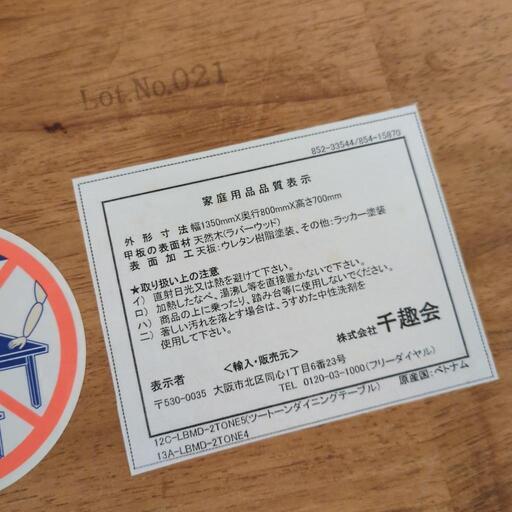 Lot.No.021
852-33544/854-15870
家庭用品品質表示
外形寸法 幅1350mmX奥行800mmX高さ700mm
甲板の表面材 天然木(ラバーウッド)
表面加工 天板:ウレタン樹脂塗装、その他:ラッカー塗装
★取り扱い上の注意
イ) 直射日光又は熱を避けて下さい。
ロ) 加熱したなべ、湯沸し等を直接置かないで下さい。
ハ) 商品の上に乗ったり、踏み台等に使用しないでください。
ニ) 著しい汚れを落とす場合は、うすめた中性洗剤を
使用して下さい。
<輸入・販売元>
表示者 株式会社 千趣会
〒530-0035 大阪市北区同心1丁目6番23号
TEL 0120-03-1000(フリーダイヤル)
原産国:ベトナム
12C-LBMD-2TONE5(ツートーンダイニングテーブル)
13A-LBMD-2TONE4